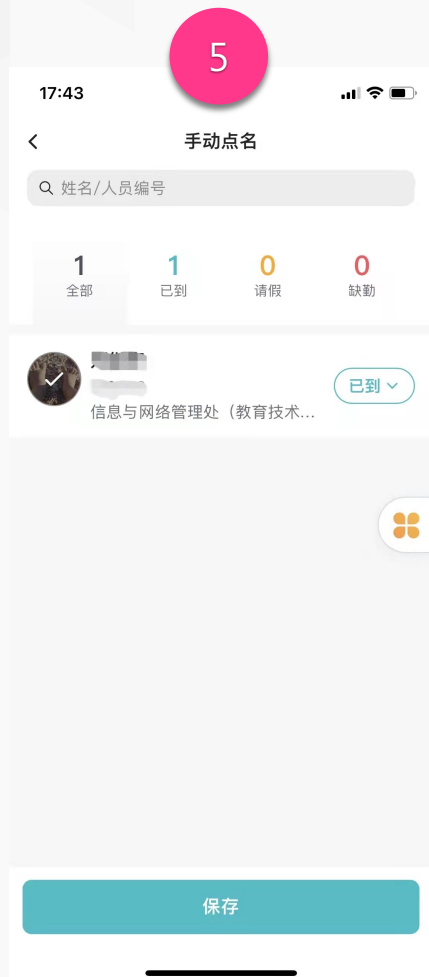 5
17:43
手动点名
姓名/人员编号
1 1 0 0
全部 已到 请假 缺勤
已到
信息与网络管理处（教育技术...
保存